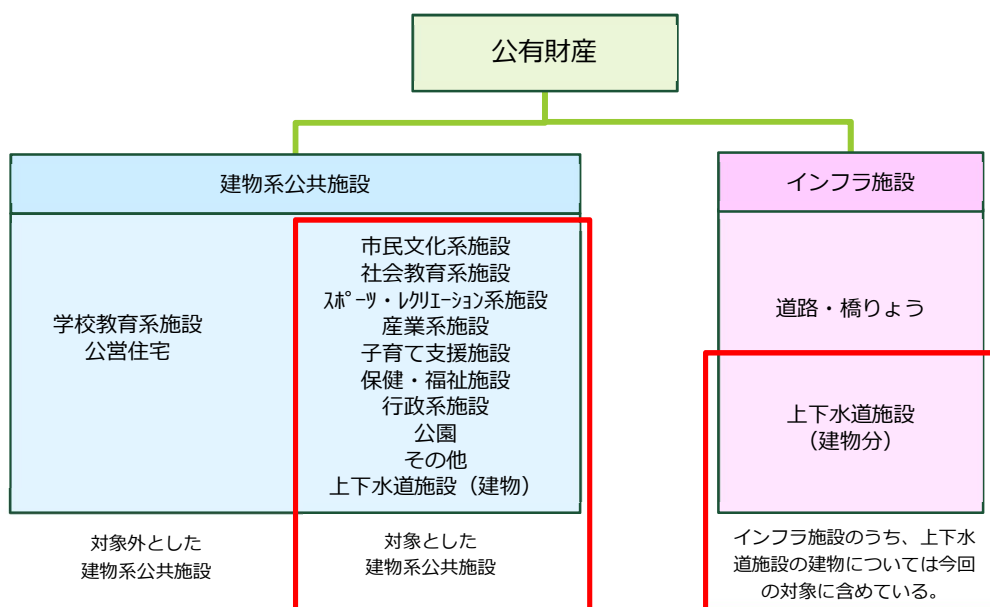 公有財産
建物系公共施設
学校教育系施設
公営住宅
市民文化系施設
社会教育系施設
ｽﾎﾟｰﾂ・ﾚｸﾘｴｰｼｮﾝ系施設
産業系施設
子育て支援施設
保健・福祉施設
行政系施設
公園
その他
上下水道施設（建物）
対象外とした
建物系公共施設
対象とした
建物系公共施設
インフラ施設
道路・橋りょう
上下水道施設
（建物分）
インフラ施設のうち、上下水
道施設の建物については今回
の対象に含めている。